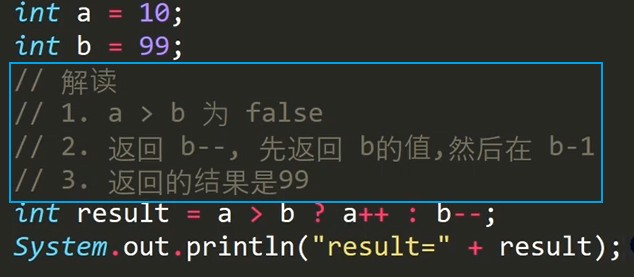 int a = 10;
int b = 99;
// 解读
// 1. a > b 为 false
// 2. 返回 b--, 先返回 b的值,然后在 b-1
// 3. 返回的结果是99
int result = a > b ? a++ : b--;
System.out.println("result=" + result);